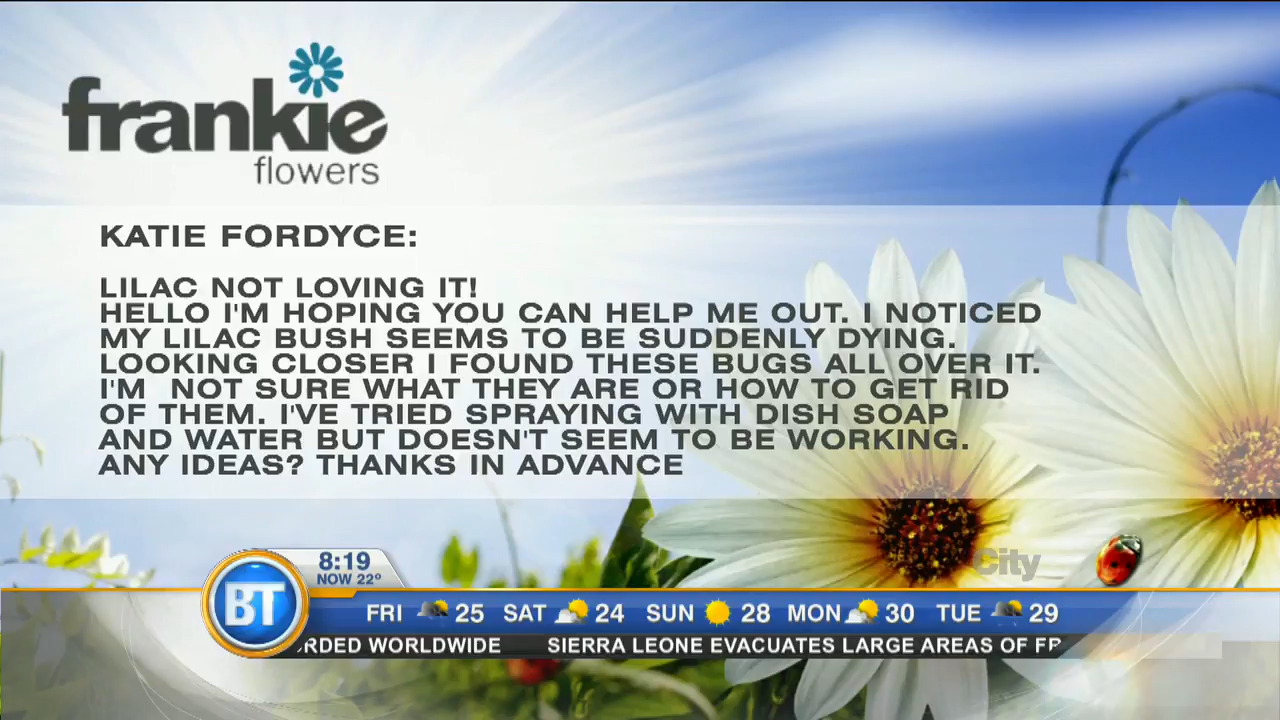 frankie
flowers
KATIE FORDYCE:
LILAC NOT LOVING IT!
HELLO I'M HOPING YOU CAN HELP ME OUT. I NOTICED
MY LILAC BUSH SEEMS TO BE SUDDENLY DYING.
LOOKING CLOSER I FOUND THESE BUGS ALL OVER IT.
I'M  NOT SURE WHAT THEY ARE OR HOW TO GET RID
OF THEM. I'VE TRIED SPRAYING WITH DISH SOAP
AND WATER BUT DOESN'T SEEM TO BE WORKING.
ANY IDEAS? THANKS IN ADVANCE
City
8:19
NOW 22º
BT
FRI 25 SAT 24 SUN 28 MON 30 TUE 29
WORLDWIDE SIERRA LEONE EVACUATES LARGE AREAS OF